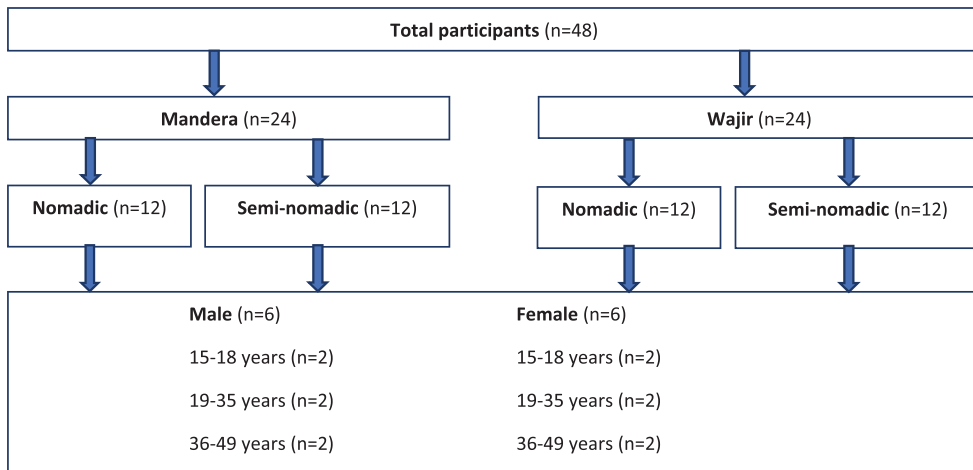 Total participants (n=48)
Mandera (n=24)
Wajir (n=24)
Nomadic (n=12)
Semi-nomadic (n=12)
Nomadic (n=12)
Semi-nomadic (n=12)
Male (n=6)
15-18 years (n=2)
19-35 years (n=2)
36-49 years (n=2)
Female (n=6)
15-18 years (n=2)
19-35 years (n=2)
36-49 years (n=2)